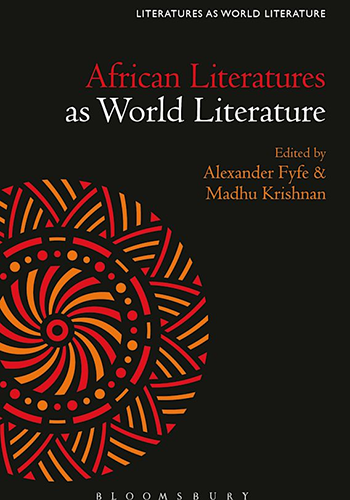 LITERATURES AS WORLD LITERATURE
African Literatures
as World Literature
Edited by
Alexander Fyfe &
Madhu Krishnan
BLOOMSBURY